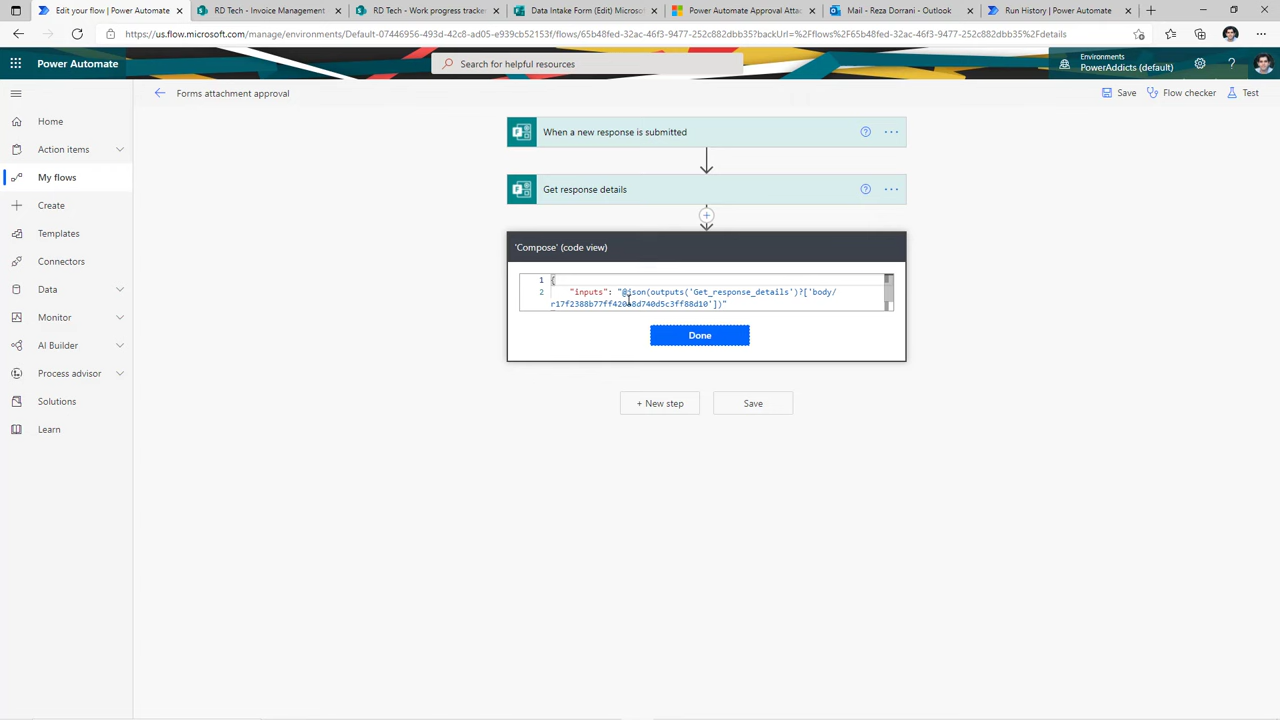 Edit your flow | Power Automate
RD Tech - Invoice Management
RD Tech - Work progress tracker
Data Intake Form (Edit) Microso
Power Automate Approval Attac
Mail - Reza Dorrani - Outlook
Run History | Power Automate
https://us.flow.microsoft.com/manage/environments/Default-07446956-493d-42c8-ad05-e939cb52153f/flows/65b48fed-32ac-46f3-9477-252c882dbb35?backUrl=%2Fflows%2F65b48fed-32ac-46f3-9477-252c882dbb35%2Fdetails
Power Automate
Search for helpful resources
Environments
PowerAddicts (default)
Forms attachment approval
Save
Flow checker
Test
Home
Action items
My flows
Create
Templates
Connectors
Data
Monitor
AI Builder
Process advisor
Solutions
Learn
When a new response is submitted
Get response details
'Compose' (code view)
1 {
2 "inputs": "@json(outputs('Get_response_details')?['body/
Done
+ New step
Save